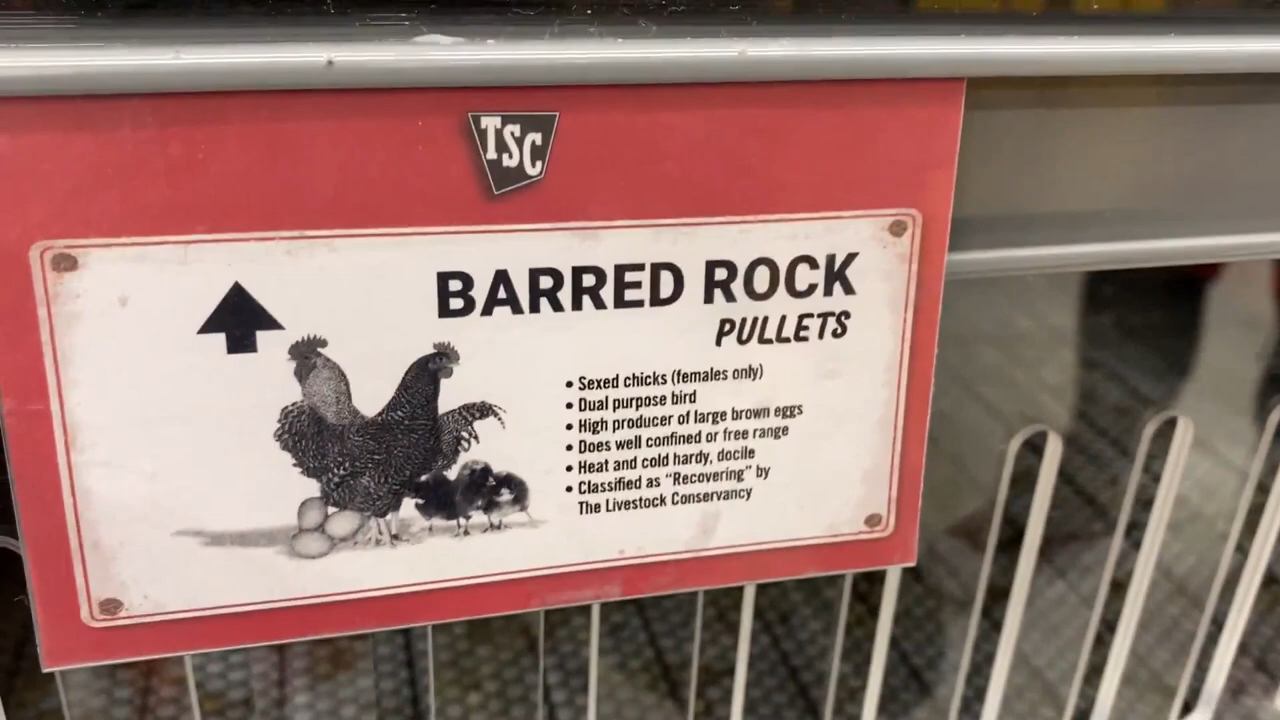 TSC
BARRED ROCK
PULLETS
• Sexed chicks (females only)
• Dual purpose bird
• High producer of large brown eggs
• Does well confined or free range
• Heat and cold hardy, docile
• Classified as “Recovering” by
The Livestock Conservancy